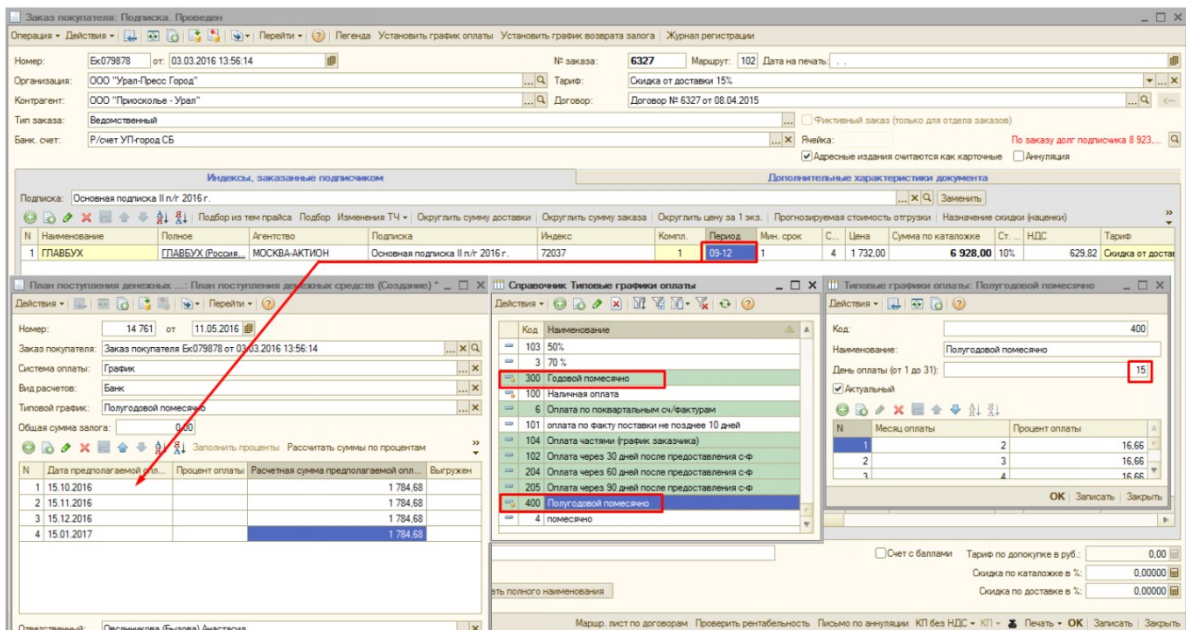 Заказ покупателя: Подписка. Проведен
Операция Действия Перейти Легенда Установить график оплаты Установить график возврата залога Журнал регистрации
Номер: Ек079878 от: 03.03.2016 13:56:14 № заказа: 6327 Маршрут: 102 Дата на печать: . .
Организация: ООО "Урал-Пресс Город" Тариф: Скидка от доставки 15%
Контрагент: ООО "Приосколье - Урал" Договор: Договор № 6327 от 08.04.2015
Тип заказа: Ведомственный Фиктивный заказ (только для отдела заказов)
Банк. счет: Р/счет УП-город СБ Ячейка: По заказу долг подписчика 8 923,...
Адресные издания считаются как карточные Аннуляция
Индексы, заказанные подписчиком Дополнительные характеристики документа
Подписка: Основная подписка II п/г 2016 г. Заменить
Подбор из тем прайса Подбор Изменения ТЧ Округлить сумму доставки Округлить сумму заказа Округлить цену за 1 экз. Прогнозируемая стоимость отгрузки Назначение скидки (наценки)
N Наименование Полное Агентство Подписка Индекс Компл. Период Мин. срок С... Цена Сумма по каталожке Ст. ... НДС Тариф
1 ГЛАВБУХ ГЛАВБУХ (Россия... МОСКВА-АКТИОН Основная подписка II п/г 2016 г. 72037 1 09-12 1 4 1 732,00 6 928,00 10% 629,82 Скидка от достав
План поступления денежных ...: План поступления денежных средств (Создание) *
Действия Перейти
Номер: 14 761 от 11.05.2016
Заказ покупателя: Заказ покупателя Ек079878 от 03.03.2016 13:56:14
Система оплаты: График
Вид расчетов: Банк
Типовой график: Полугодовой помесячно
Общая сумма залога: 0,00
Заполнить проценты Рассчитать суммы по процентам
N Дата предполагаемой опл... Процент оплаты Расчетная сумма предполагаемой опл... Выгружен
1 15.10.2016 1 784,68
2 15.11.2016 1 784,68
3 15.12.2016 1 784,68
4 15.01.2017 1 784,68
Ответственный: Овсянникова (Бызова) Анастасия
Справочник Типовые графики оплаты
Действия
Код Наименование
103 50%
3 70 %
300 Годовой помесячно
100 Наличная оплата
6 Оплата по поквартальным сч/фактурам
101 оплата по факту поставки не позднее 10 дней
104 Оплата частями (график заказчика)
102 Оплата через 30 дней после предоставления с-ф
204 Оплата через 60 дней после предоставления с-ф
205 Оплата через 90 дней после предоставления с-ф
400 Полугодовой помесячно
4 помесячно
Типовые графики оплаты: Полугодовой помесячно
Действия
Код: 400
Наименование: Полугодовой помесячно
День оплаты (от 1 до 31): 15
Актуальный
N Месяц оплаты Процент оплаты
1 2 16,66
2 3 16,66
3 4 16,66
OK Записать Закрыть
Счет с баллами Тариф по допокупке в руб.: 0,00
Скидка по каталожке в %: 0,00000
полного наименования Скидка по доставке в %: 0,00000
Маршр. лист по договорам Проверить рентабельность Письмо по аннуляции КП без НДС КП Печать OK Записать Закрыть